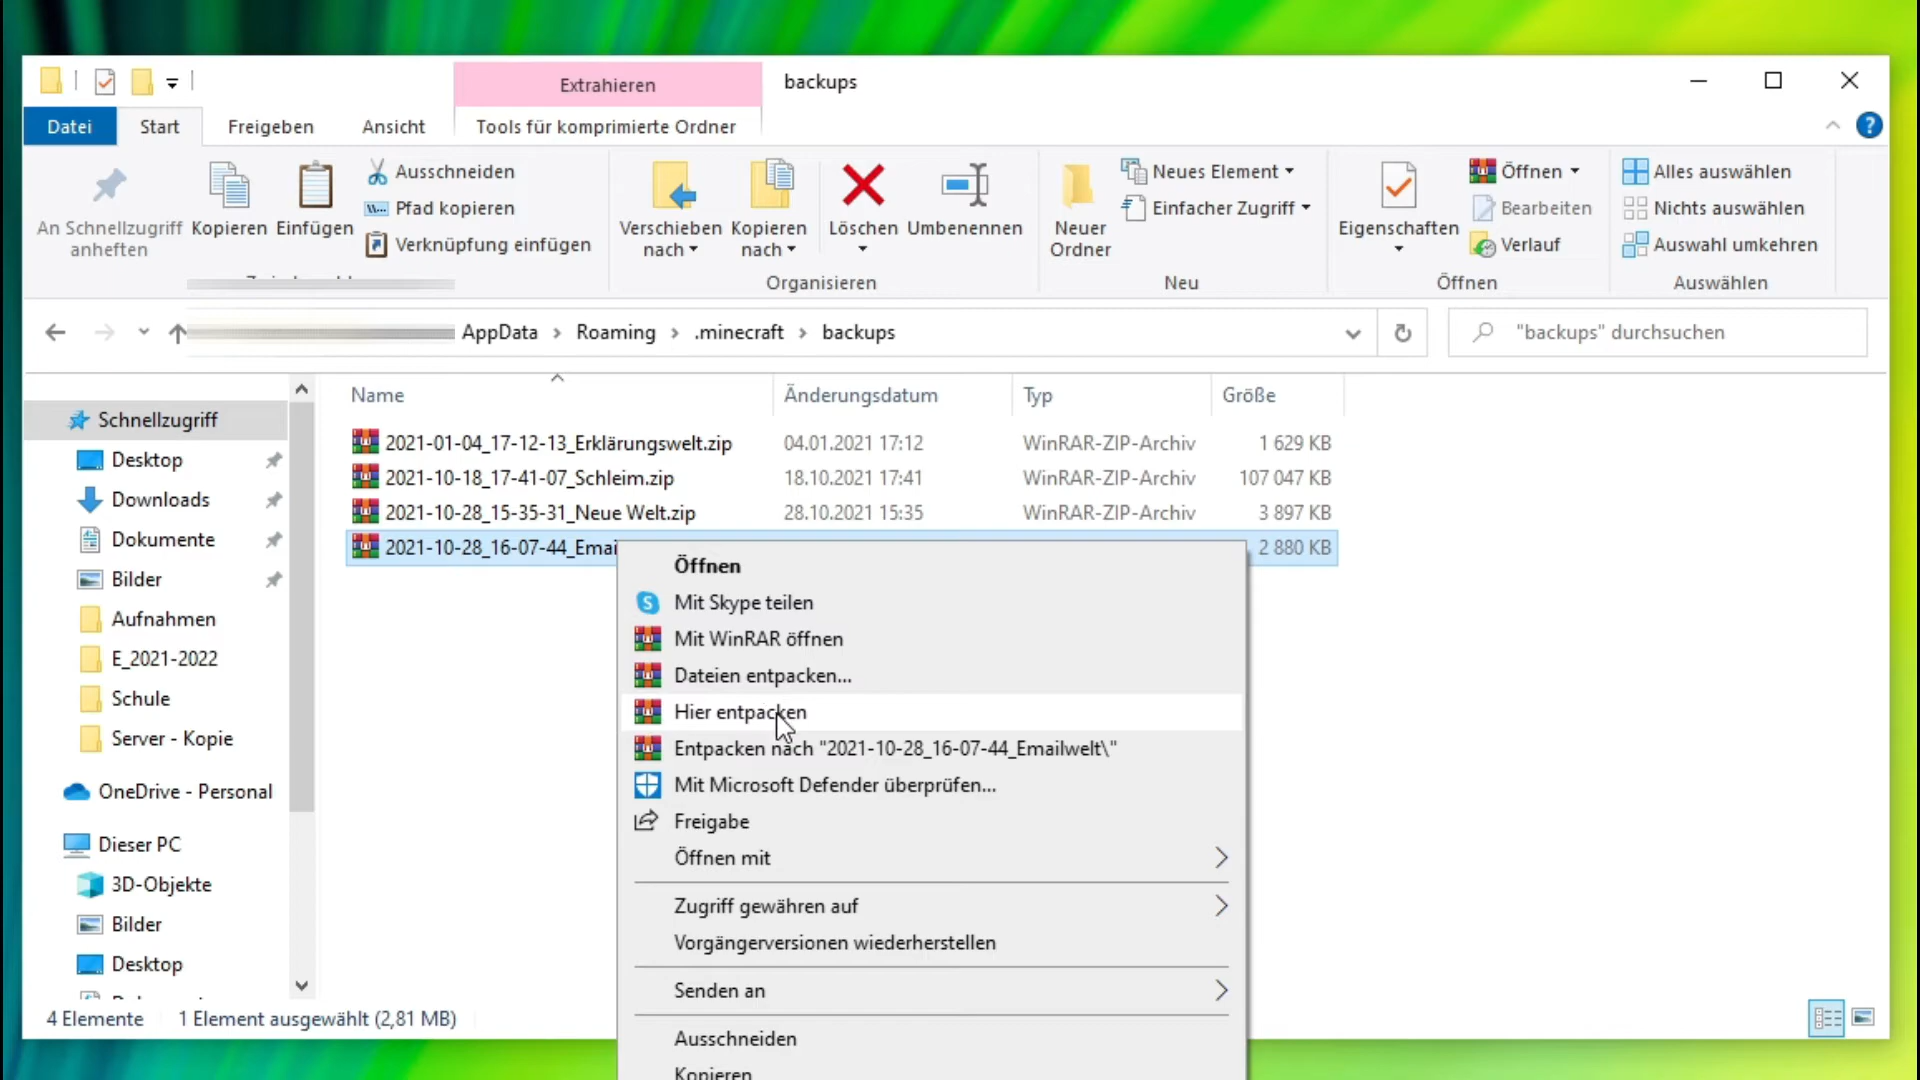 Extrahieren
backups
Datei
Start
Freigeben
Ansicht
Tools für komprimierte Ordner
An Schnellzugriff
anheften
Kopieren
Einfügen
Ausschneiden
Pfad kopieren
Verknüpfung einfügen
Verschieben
nach
Kopieren
nach
Löschen
Umbenennen
Organisieren
Neuer
Ordner
Neues Element
Einfacher Zugriff
Neu
Eigenschaften
Öffnen
Bearbeiten
Verlauf
Öffnen
Alles auswählen
Nichts auswählen
Auswahl umkehren
Auswählen
AppData > Roaming > .minecraft > backups
"backups" durchsuchen
Name Änderungsdatum Typ Größe
2021-01-04_17-12-13_Erklärungswelt.zip 04.01.2021 17:12 WinRAR-ZIP-Archiv 1 629 KB
2021-10-18_17-41-07_Schleim.zip 18.10.2021 17:41 WinRAR-ZIP-Archiv 107 047 KB
2021-10-28_15-35-31_Neue Welt.zip 28.10.2021 15:35 WinRAR-ZIP-Archiv 3 897 KB
2021-10-28_16-07-44_Emai 2 880 KB
Schnellzugriff
Desktop
Downloads
Dokumente
Bilder
Aufnahmen
E_2021-2022
Schule
Server - Kopie
OneDrive - Personal
Dieser PC
3D-Objekte
Bilder
Desktop
Öffnen
Mit Skype teilen
Mit WinRAR öffnen
Dateien entpacken...
Hier entpacken
Entpacken nach "2021-10-28_16-07-44_Emailwelt\"
Mit Microsoft Defender überprüfen...
Freigabe
Öffnen mit
Zugriff gewähren auf
Vorgängerversionen wiederherstellen
Senden an
Ausschneiden
Kopieren
4 Elemente 1 Element ausgewählt (2,81 MB)